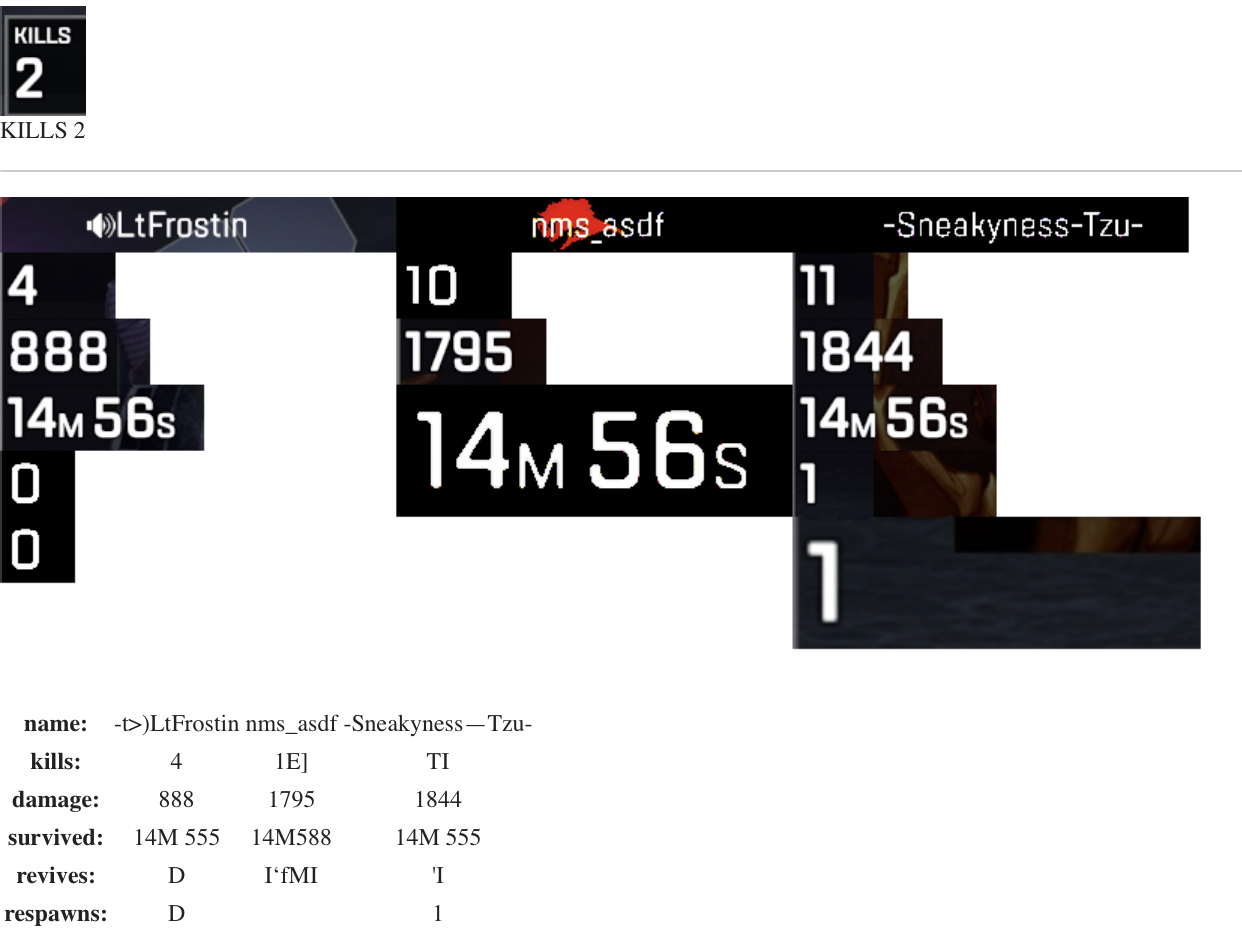 KILLS
2
KILLS 2
LtFrostin nms_asdf -Sneakyness-Tzu-
4 10 11
888 1795 1844
14M 56S 14M 56S 14M 56S
0 1
0 1
name: -t>)LtFrostin nms_asdf -Sneakyness—Tzu-
kills: 4 1E] TI
damage: 888 1795 1844
survived: 14M 555 14M588 14M 555
revives: D I‘fMI 'I
respawns: D 1